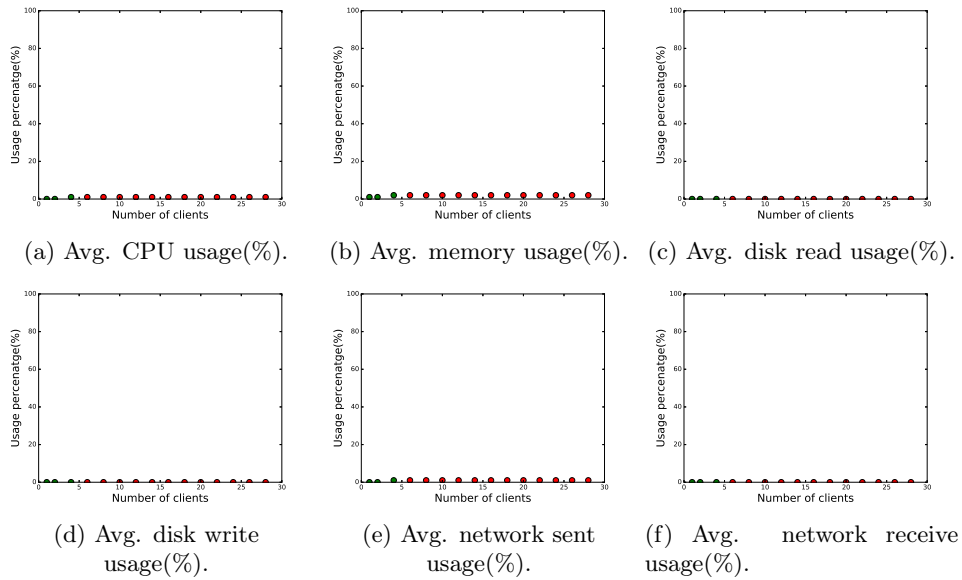 100
80
60
40
20
0
Usage percenatge(%)
0 5 10 15 20 25 30
Number of clients
(a) Avg. CPU usage(%).
100
80
60
40
20
0
Usage percenatge(%)
0 5 10 15 20 25 30
Number of clients
(b) Avg. memory usage(%).
100
80
60
40
20
0
Usage percenatge(%)
0 5 10 15 20 25 30
Number of clients
(c) Avg. disk read usage(%).
100
80
60
40
20
0
Usage percenatge(%)
0 5 10 15 20 25 30
Number of clients
(d) Avg. disk write
usage(%).
100
80
60
40
20
0
Usage percenatge(%)
0 5 10 15 20 25 30
Number of clients
(e) Avg. network sent
usage(%).
100
80
60
40
20
0
Usage percenatge(%)
0 5 10 15 20 25 30
Number of clients
(f) Avg. network receive
usage(%).